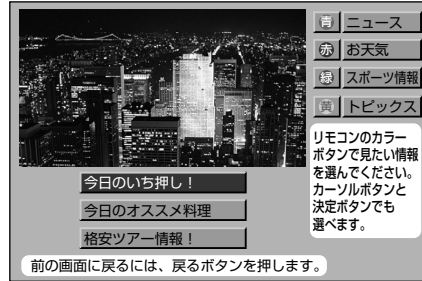 青 ニュース
赤 お天気
緑 スポーツ情報
黄 トピックス
リモコンのカラー
ボタンで見たい情報
を選んでください。
カーソルボタンと
決定ボタンでも
選べます。
今日のいち押し！
今日のオススメ料理
格安ツアー情報！
前の画面に戻るには、戻るボタンを押します。